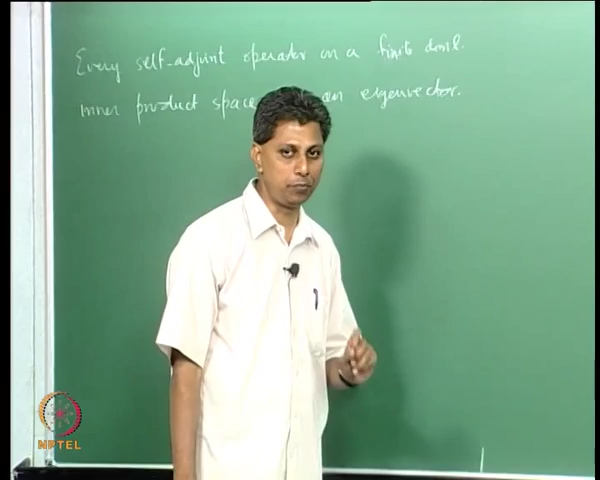 Every self-adjoint operator on a finite diml.
inner product space an eigenvector.
NPTEL